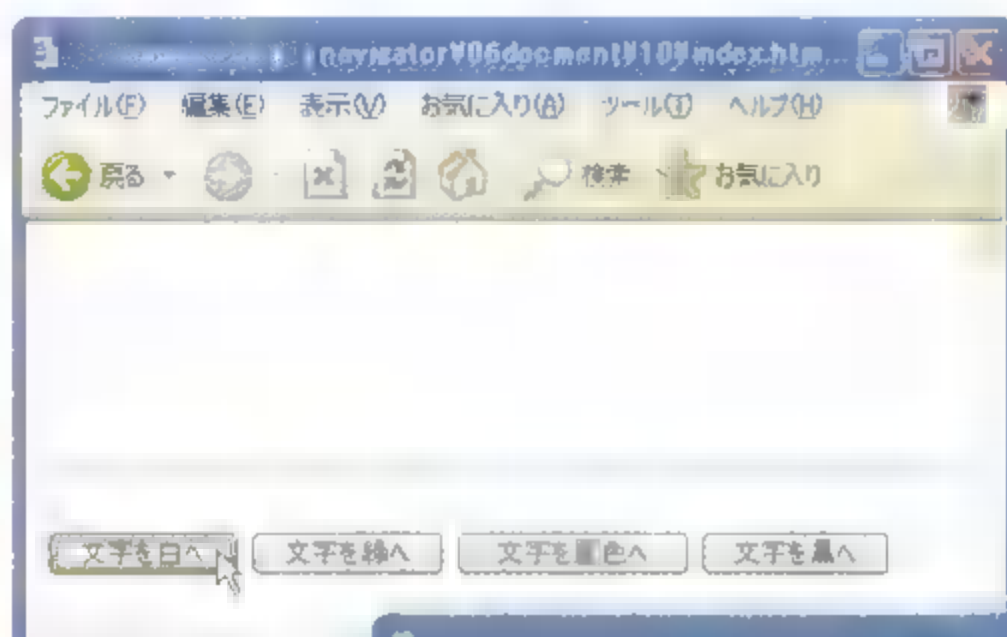 navigator¥06document¥10¥index.htm...
ファイル(F) 編集(E) 表示(V) お気に入り(A) ツール(T) ヘルプ(H)
戻る 検索 お気に入り
文字を白へ 文字を緑へ 文字を 色へ 文字を黒へ